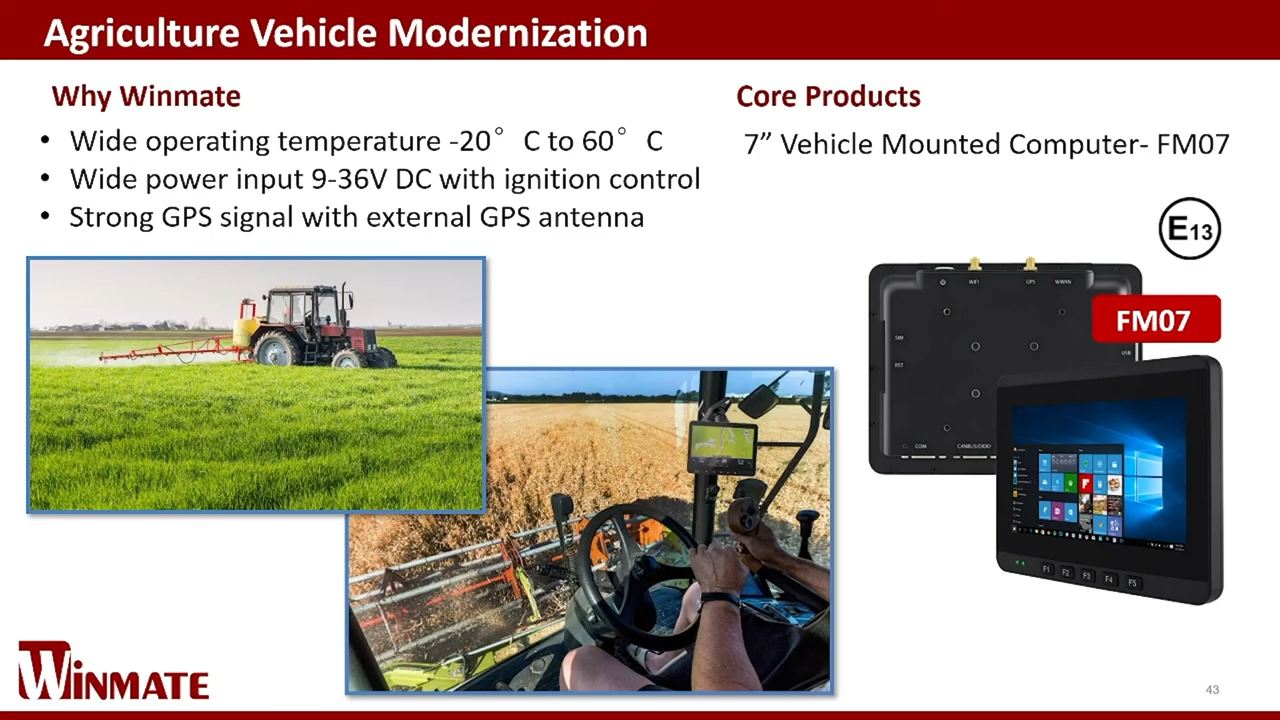 Agriculture Vehicle Modernization
Why Winmate
• Wide operating temperature -20° C to 60° C
• Wide power input 9-36V DC with ignition control
• Strong GPS signal with external GPS antenna
Core Products
7” Vehicle Mounted Computer- FM07
E13
WIFI
GPS
WWAN
FM07
SIM
RST
USB
COM
CANBUS/DIDO
F1 F2 F3 F4 F5
WINMATE
43